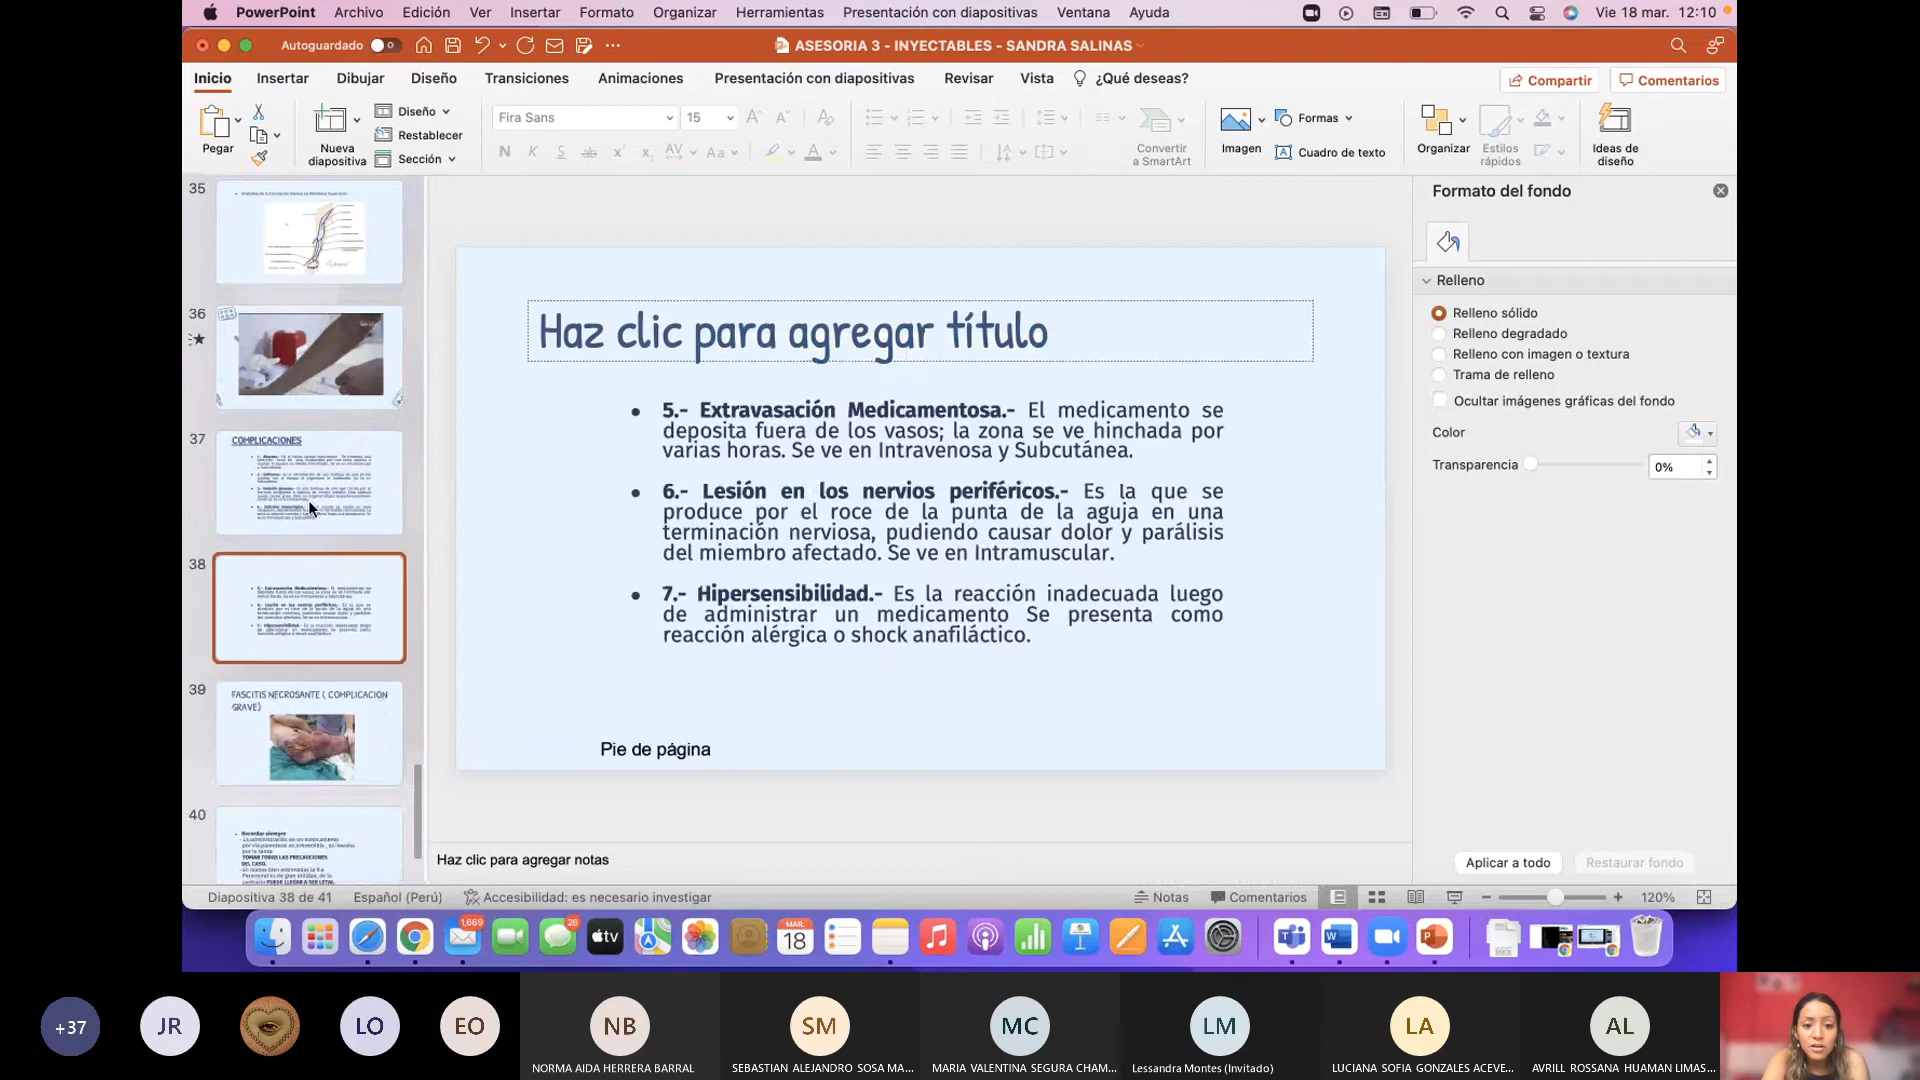 PowerPoint Archivo Edición Ver Insertar Formato Organizar Herramientas Presentación con diapositivas Ventana Ayuda Vie 18 mar. 12:10
Autoguardado ASESORIA 3 - INYECTABLES - SANDRA SALINAS
Inicio Insertar Dibujar Diseño Transiciones Animaciones Presentación con diapositivas Revisar Vista ¿Qué deseas? Compartir Comentarios
Pegar
Nueva diapositiva
Diseño
Restablecer
Sección
Fira Sans 15
Convertir a SmartArt
Imagen
Formas
Cuadro de texto
Organizar
Estilos rápidos
Ideas de diseño
35
36
37
COMPLICACIONES
38
39
FASCITIS NECROSANTE ( COMPLICACION GRAVE)
40
Recordar siempre
TOMAR TODAS LAS PRECAUCIONES
DEL CASO.
Haz clic para agregar título
• 5.- Extravasación Medicamentosa.- El medicamento se
deposita fuera de los vasos; la zona se ve hinchada por
varias horas. Se ve en Intravenosa y Subcutánea.
• 6.- Lesión en los nervios periféricos.- Es la que se
produce por el roce de la punta de la aguja en una
terminación nerviosa, pudiendo causar dolor y parálisis
del miembro afectado. Se ve en Intramuscular.
• 7.- Hipersensibilidad.- Es la reacción inadecuada luego
de administrar un medicamento Se presenta como
reacción alérgica o shock anafiláctico.
Pie de página
Haz clic para agregar notas
Formato del fondo
Relleno
Relleno sólido
Relleno degradado
Relleno con imagen o textura
Trama de relleno
Ocultar imágenes gráficas del fondo
Color
Transparencia 0%
Aplicar a todo Restaurar fondo
Diapositiva 38 de 41 Español (Perú) Accesibilidad: es necesario investigar Notas Comentarios 120%
1,669
28
tv
MAR.
18
+37 JR LO EO NB SM MC LM LA AL
NORMA AIDA HERRERA BARRAL SEBASTIAN ALEJANDRO SOSA MA... MARIA VALENTINA SEGURA CHAM... Lessandra Montes (Invitado) LUCIANA SOFIA GONZALES ACEVE... AVRILL ROSSANA HUAMAN LIMAS...